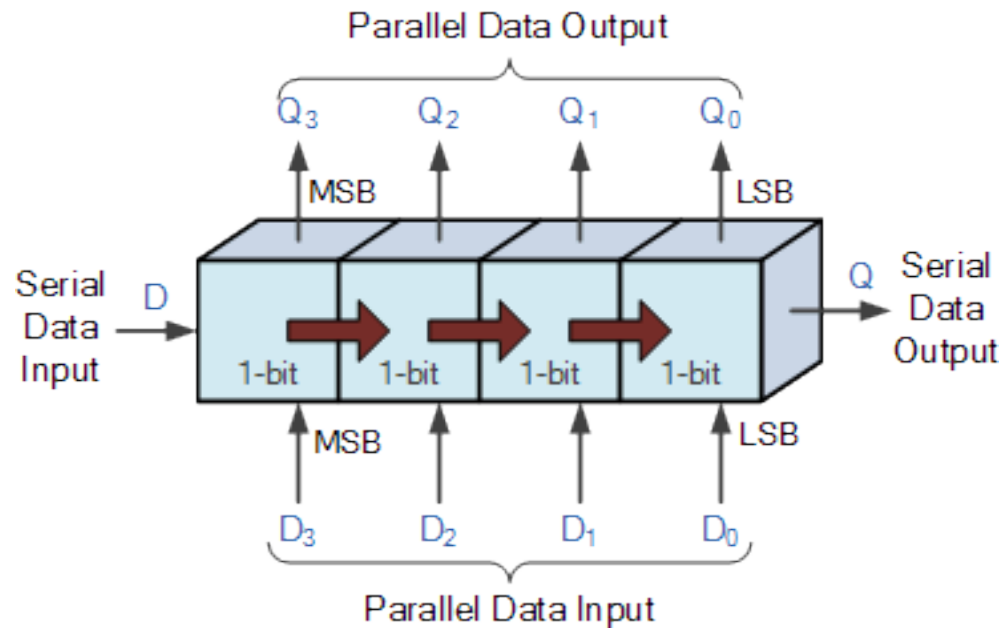 Parallel Data Output
Q₃ Q₂ Q₁ Q₀
MSB LSB
Serial
Data
Input
D
1-bit 1-bit 1-bit 1-bit
Q
Serial
Data
Output
MSB LSB
D₃ D₂ D₁ D₀
Parallel Data Input